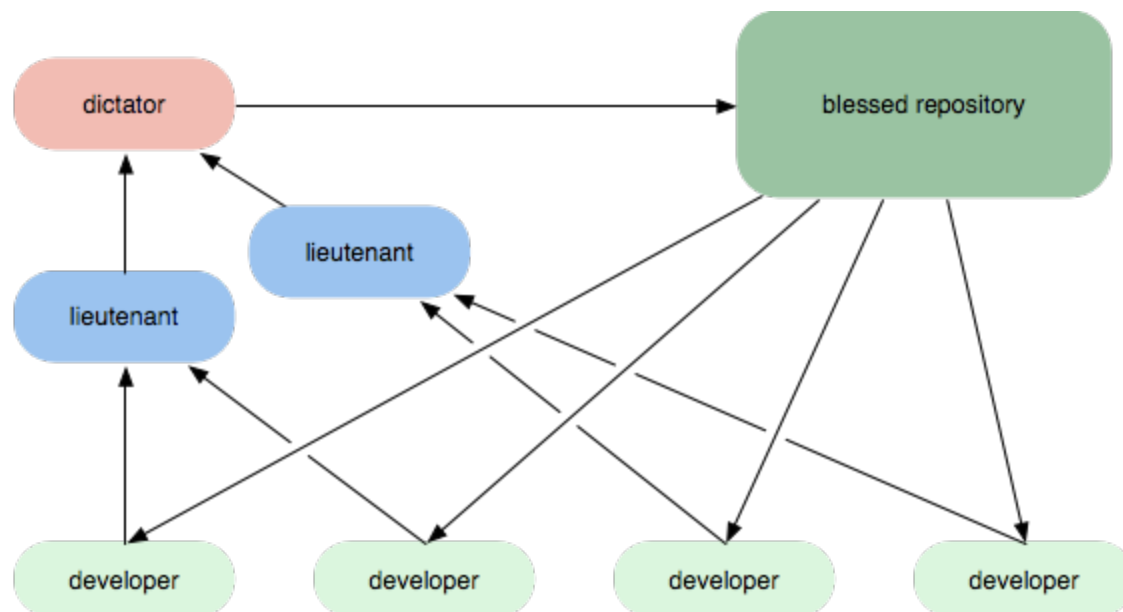 dictator
blessed repository
lieutenant
lieutenant
developer
developer
developer
developer